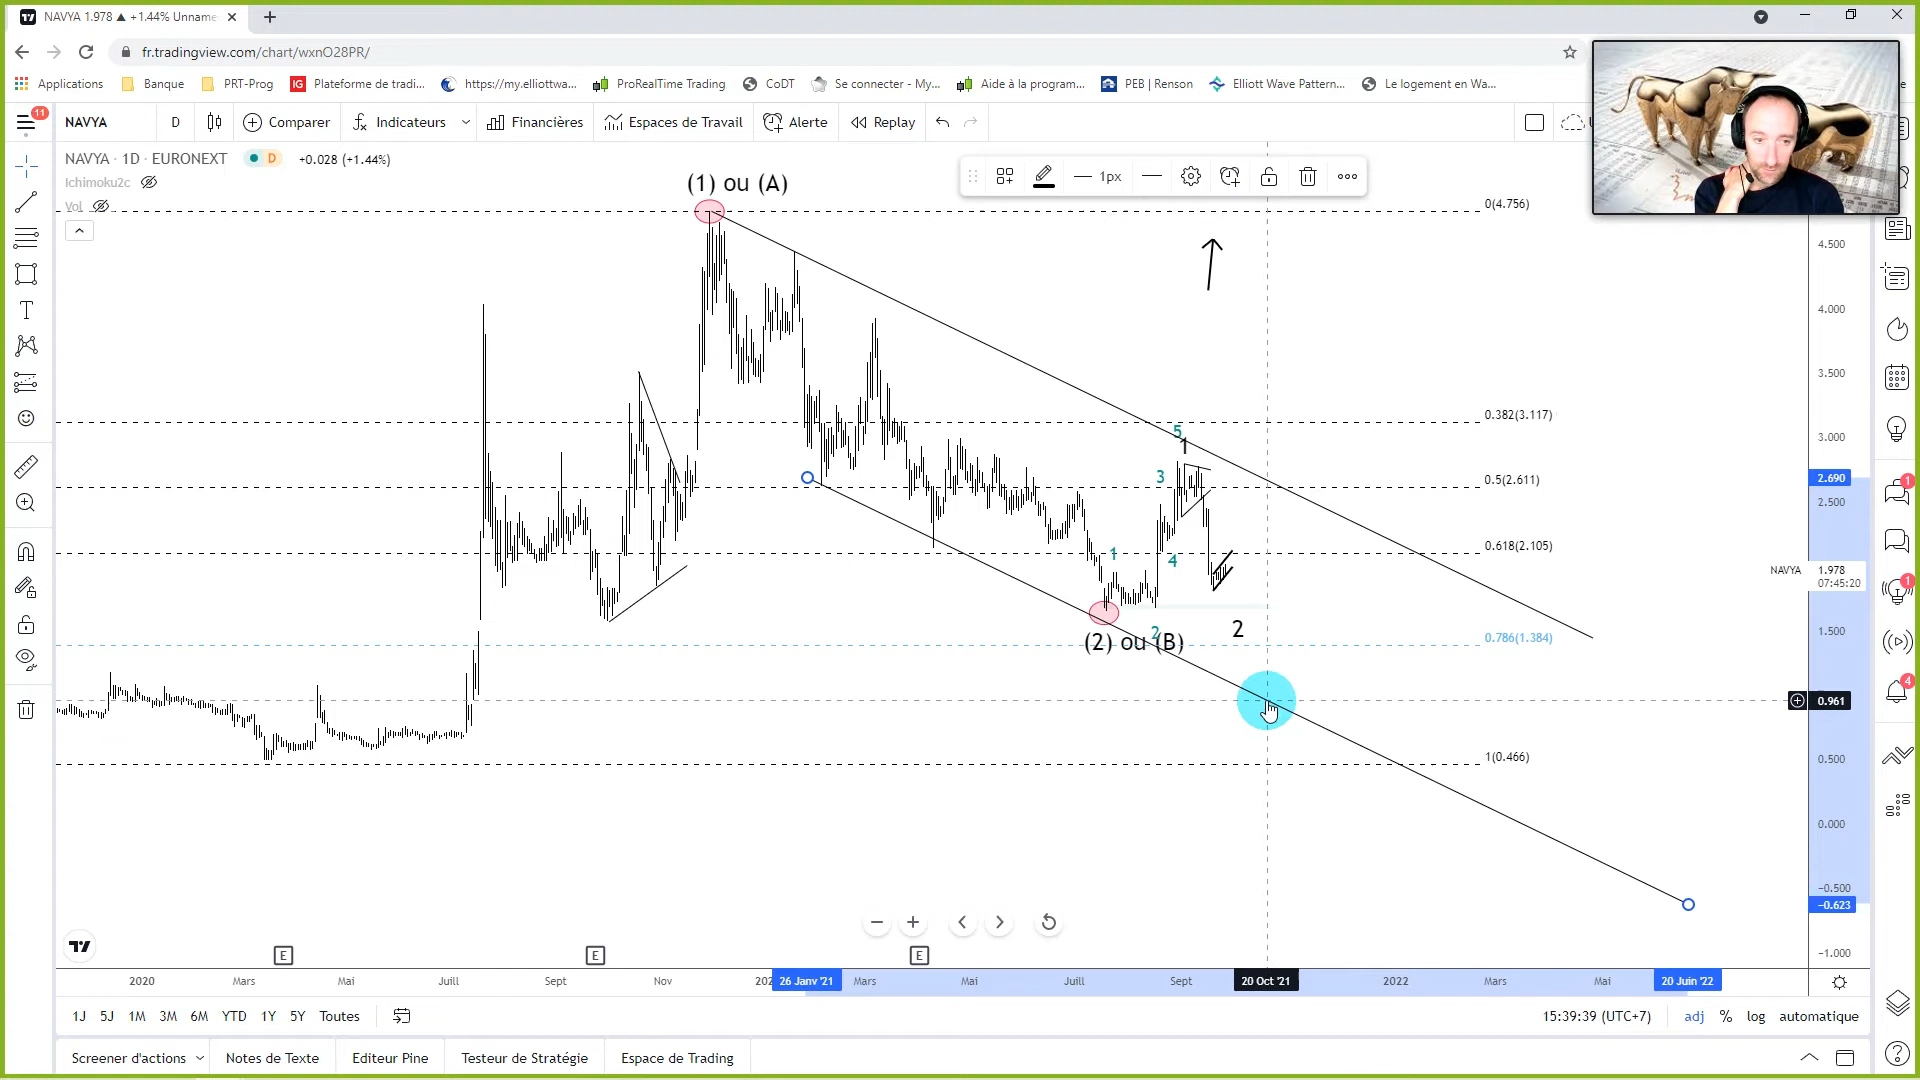 NAVYA 1.978 ▲ +1.44% Unname
fr.tradingview.com/chart/wxnO28PR/
Applications Banque PRT-Prog Plateforme de tradi... https://my.elliottwa... ProRealTime Trading CoDT Se connecter - My... Aide à la program... PEB | Renson Elliott Wave Pattern... Le logement en Wa...
11 NAVYA D Comparer Indicateurs Financières Espaces de Travail Alerte Replay
NAVYA · 1D · EURONEXT D +0.028 (+1.44%)
Ichimoku2c
Vol
1px
(1) ou (A)
0(4.756)
4.500
4.000
3.500
0.382(3.117)
3.000
5
1
3
0.5(2.611)
2.690
2.500
1
1
0.618(2.105)
4
NAVYA 1.978
07:45:20
1
2
2
(2) ou (B)
0.786(1.384)
1.500
4
0.961
1(0.466)
0.500
0.000
-0.500
-0.623
-1.000
E E E
2020 Mars Mai Juill Sept Nov 202 26 Janv '21 Mars Mai Juill Sept 20 Oct '21 2022 Mars Mai 20 Juin '22
1J 5J 1M 3M 6M YTD 1Y 5Y Toutes 15:39:39 (UTC+7) adj % log automatique
Screener d'actions Notes de Texte Editeur Pine Testeur de Stratégie Espace de Trading